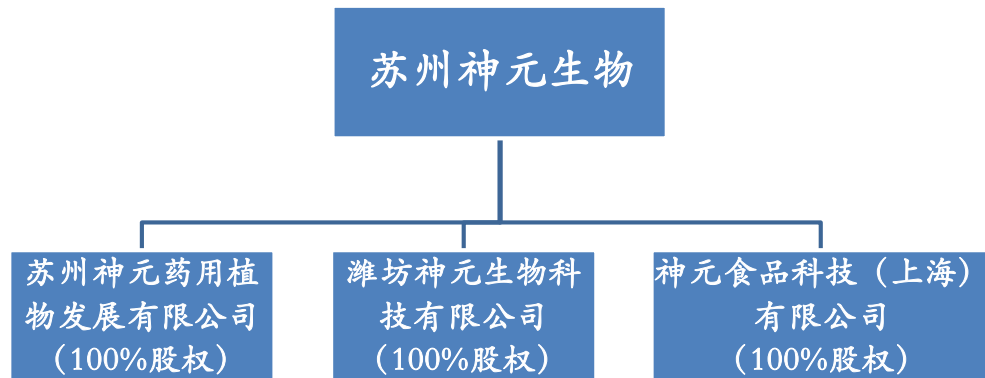 苏州神元生物
苏州神元药用植
物发展有限公司
（100%股权）
潍坊神元生物科
技有限公司
（100%股权）
神元食品科技（上海）
有限公司
（100%股权）